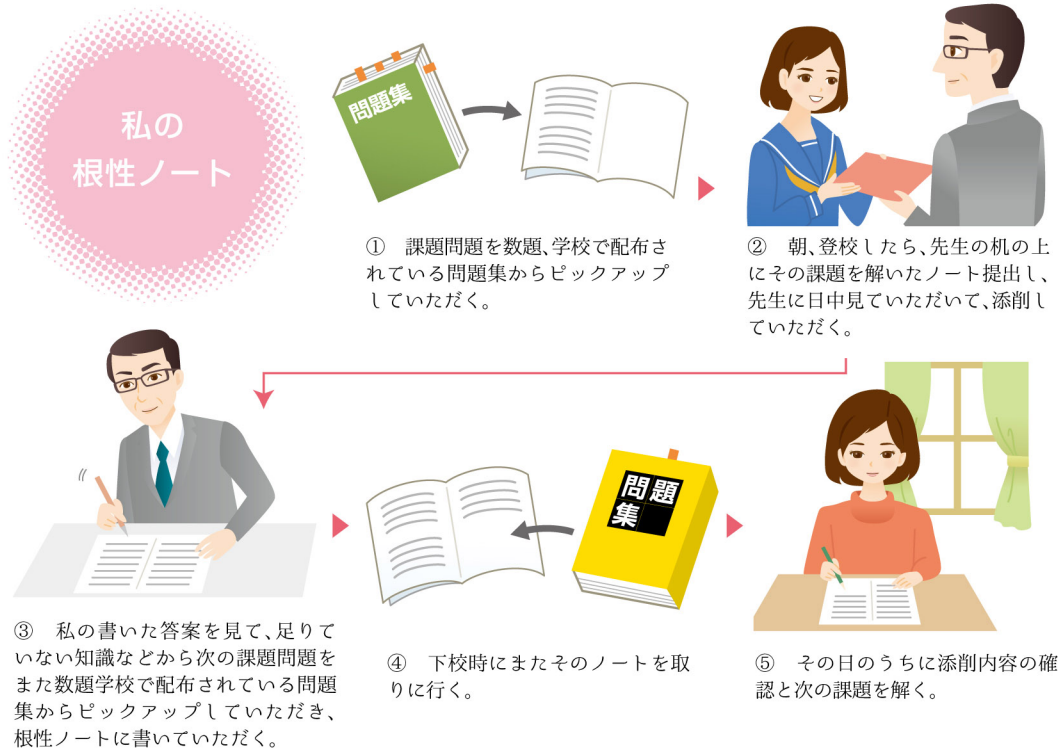 私の
根性ノート
問題集
① 課題問題を数題、学校で配布さ
れている問題集からピックアップ
していただく。
② 朝、登校したら、先生の机の上
にその課題を解いたノート提出し、
先生に日中見ていただいて、添削し
ていただく。
③ 私の書いた答案を見て、足りて
いない知識などから次の課題問題を
また数題学校で配布されている問題
集からピックアップしていただき、
根性ノートに書いていただく。
問題
集
④ 下校時にまたそのノートを取
りに行く。
⑤ その日のうちに添削内容の確
認と次の課題を解く。